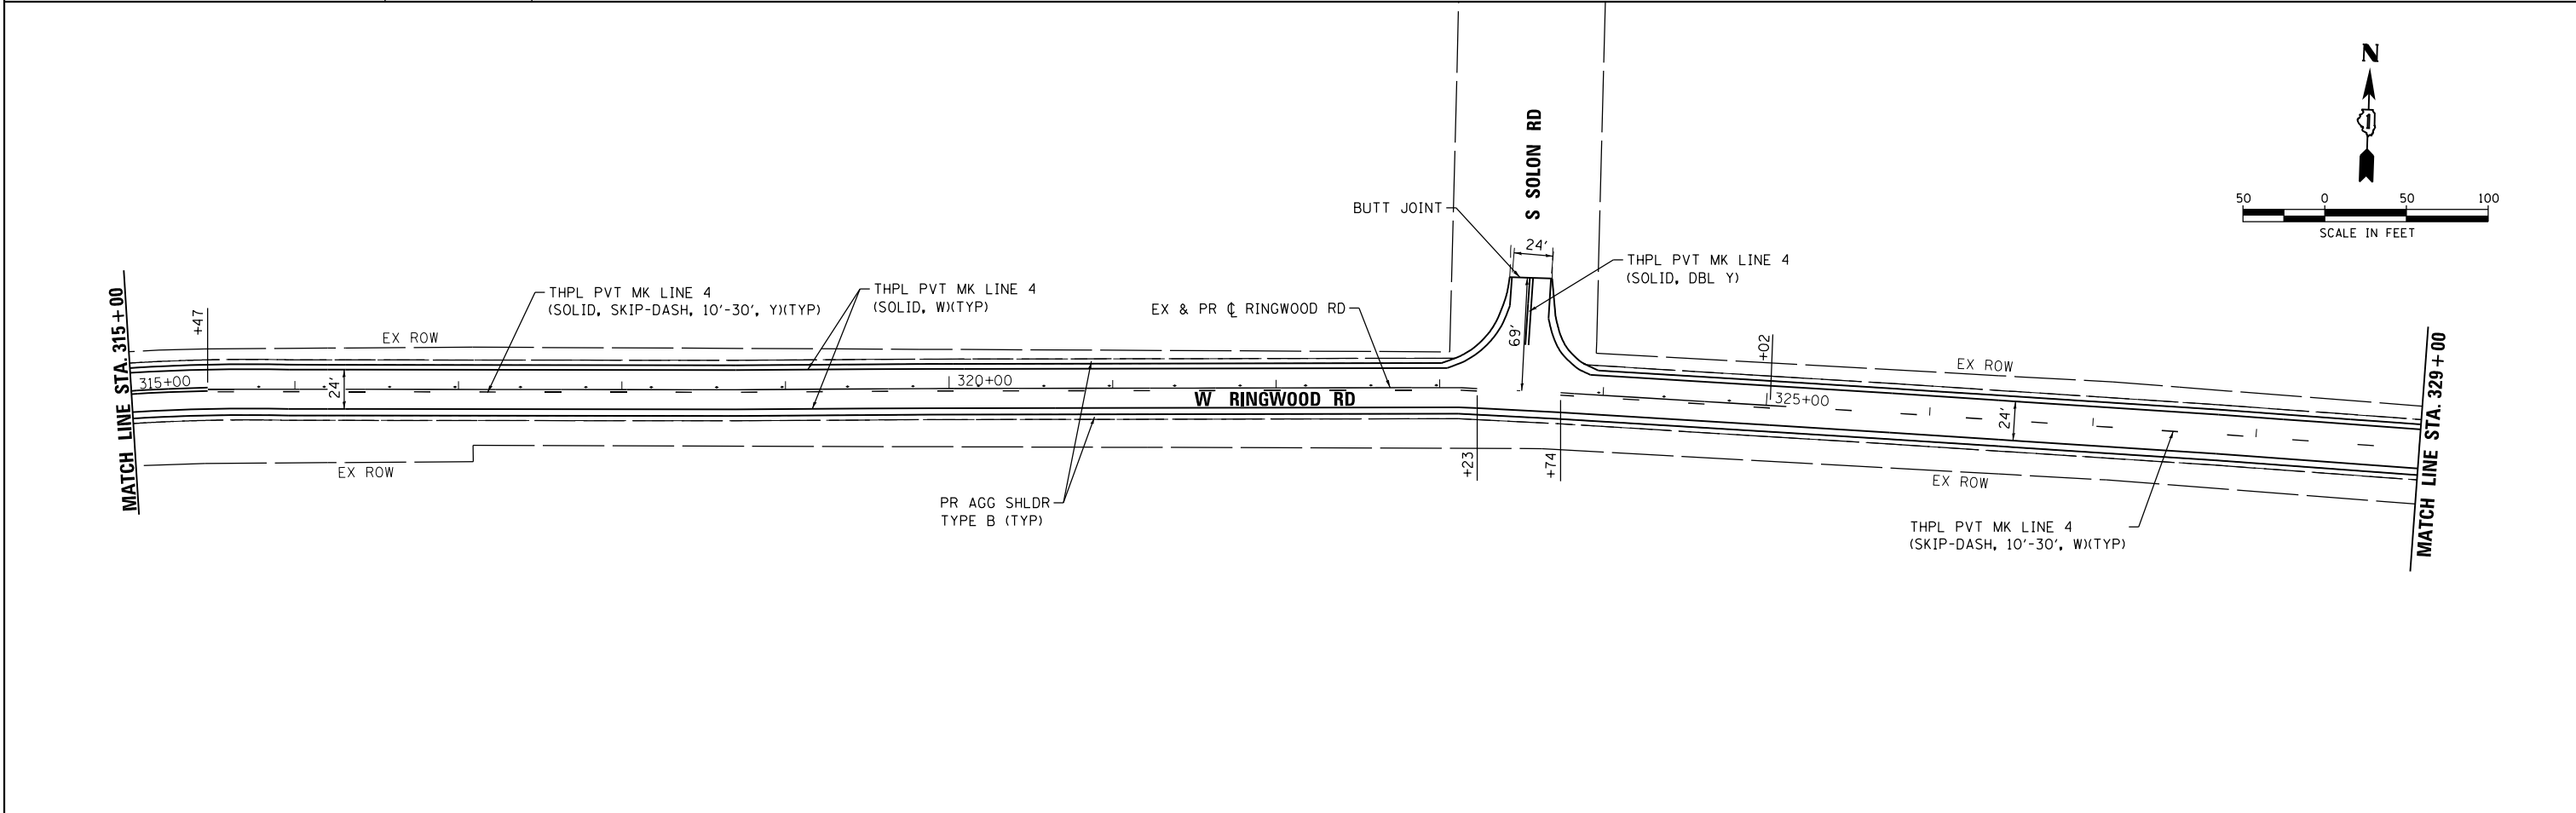 N
1
50 0 50 100
SCALE IN FEET
S SOLON RD
BUTT JOINT
24'
69'
THPL PVT MK LINE 4
(SOLID, DBL Y)
MATCH LINE STA. 315+00
+47
315+00
EX ROW
24'
THPL PVT MK LINE 4
(SOLID, SKIP-DASH, 10'-30', Y)(TYP)
THPL PVT MK LINE 4
(SOLID, W)(TYP)
EX & PR ℄ RINGWOOD RD
320+00
W RINGWOOD RD
EX ROW
PR AGG SHLDR
TYPE B (TYP)
+23
+74
+02
325+00
EX ROW
24'
EX ROW
THPL PVT MK LINE 4
(SKIP-DASH, 10'-30', W)(TYP)
MATCH LINE STA. 329+00